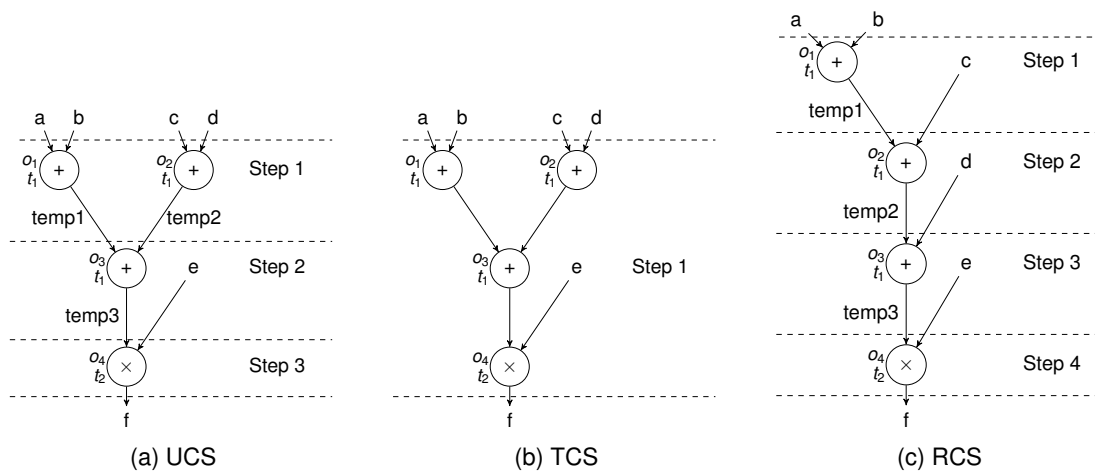 a b c d
o1 t1 + o2 t1 + Step 1
temp1 temp2
o3 t1 + e Step 2
temp3
o4 t2 × Step 3
f
(a) UCS
a b c d
o1 t1 + o2 t1 +
o3 t1 + e Step 1
o4 t2 ×
f
(b) TCS
a b
o1 t1 + c Step 1
temp1
o2 t1 + d Step 2
temp2
o3 t1 + e Step 3
temp3
o4 t2 × Step 4
f
(c) RCS